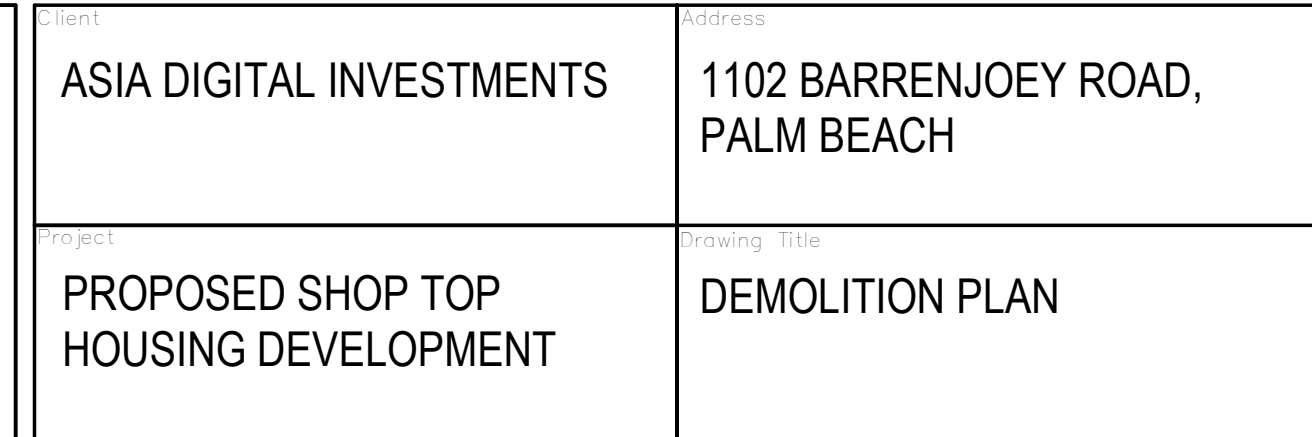 Client
ASIA DIGITAL INVESTMENTS
Address
1102 BARRENJOEY ROAD,
PALM BEACH
Project
PROPOSED SHOP TOP
HOUSING DEVELOPMENT
Drawing Title
DEMOLITION PLAN